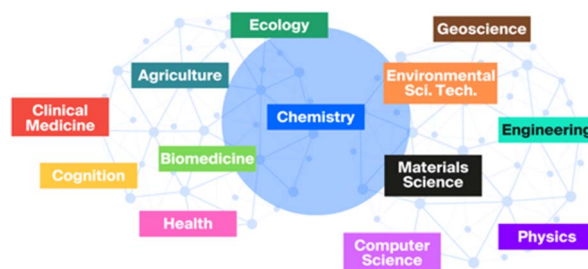 Ecology
Geoscience
Agriculture
Environmental
Sci. Tech.
Clinical
Medicine
Chemistry
Engineering
Biomedicine
Cognition
Materials
Science
Health
Computer
Science
Physics